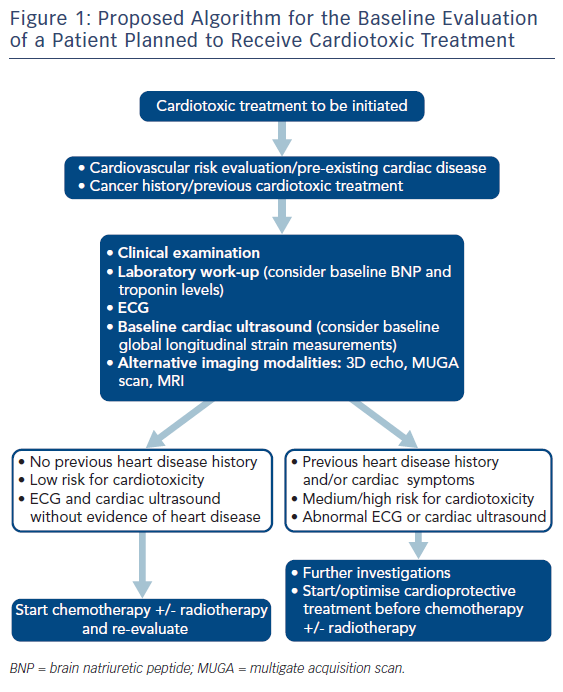 Figure 1: Proposed Algorithm for the Baseline Evaluation
of a Patient Planned to Receive Cardiotoxic Treatment
Cardiotoxic treatment to be initiated
• Cardiovascular risk evaluation/pre-existing cardiac disease
• Cancer history/previous cardiotoxic treatment
• Clinical examination
• Laboratory work-up (consider baseline BNP and
troponin levels)
• ECG
• Baseline cardiac ultrasound (consider baseline
global longitudinal strain measurements)
• Alternative imaging modalities: 3D echo, MUGA
scan, MRI
• No previous heart disease history
• Low risk for cardiotoxicity
• ECG and cardiac ultrasound
without evidence of heart disease
• Previous heart disease history
and/or cardiac symptoms
• Medium/high risk for cardiotoxicity
• Abnormal ECG or cardiac ultrasound
Start chemotherapy +/- radiotherapy
and re-evaluate
• Further investigations
• Start/optimise cardioprotective
treatment before chemotherapy
+/- radiotherapy
BNP = brain natriuretic peptide; MUGA = multigate acquisition scan.